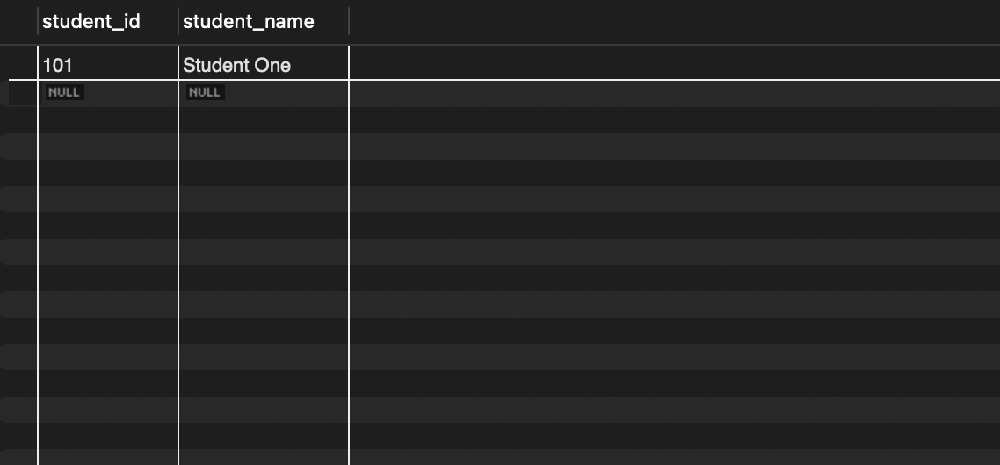 student_id student_name
101 Student One
NULL NULL